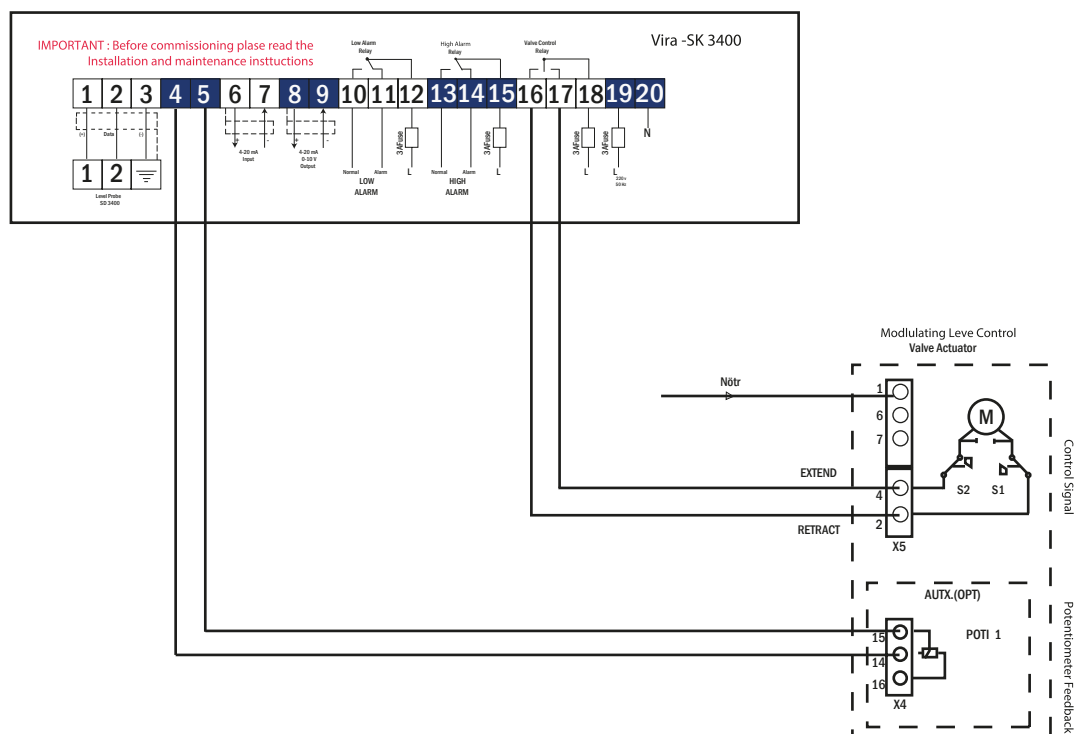 IMPORTANT : Before commissioning plase read the
Installation and maintenance insttuctions
Low Alarm
Relay
High Alarm
Relay
Valve Control
Relay
Vira -SK 3400
1 2 3 4 5 6 7 8 9 10 11 12 13 14 15 16 17 18 19 20
(+) Data (-)
+ -
4-20 mA
Input
+ -
4-20 mA
0-10 V
Output
3AFuse
3AFuse
3AFuse
3AFuse
N
Normal Alarm L
LOW
ALARM
Normal Alarm L
HIGH
ALARM
L
L
220v
50 Hz
1 2
Level Probe
SD 3400
Modlulating Leve Control
Valve Actuator
Nötr
1
6
7
M
EXTEND
4
S2 S1
RETRACT
2
X5
Control Signal
AUTX.(OPT)
15
POTI 1
14
16
X4
Potentiometer Feedback